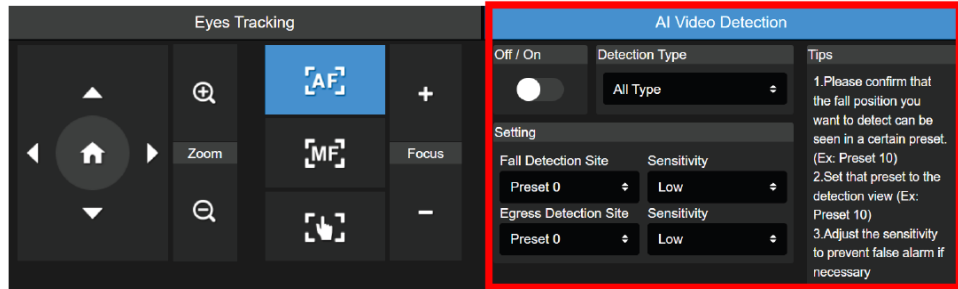 Eyes Tracking
AF
MF
Zoom
Focus
AI Video Detection
Off / On
Detection Type
All Type
Setting
Fall Detection Site
Sensitivity
Preset 0
Low
Egress Detection Site
Sensitivity
Preset 0
Low
Tips
1.Please confirm that
the fall position you
want to detect can be
seen in a certain preset.
(Ex: Preset 10)
2.Set that preset to the
detection view (Ex:
Preset 10)
3.Adjust the sensitivity
to prevent false alarm if
necessary